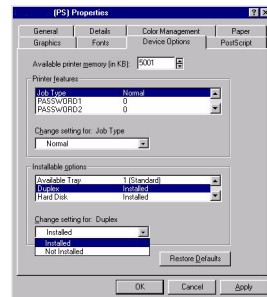 (PS) Properties
General Details Color Management Paper
Graphics Fonts Device Options PostScript
Available printer memory (in KB): 5001
Printer features
Job Type Normal
PASSWORD1 0
PASSWORD2 0
Change setting for: Job Type
Normal
Installable options
Available Tray 1 (Standard)
Duplex Installed
Hard Disk Installed
Change setting for: Duplex
Installed
Installed
Not Installed
Restore Defaults
OK Cancel Apply